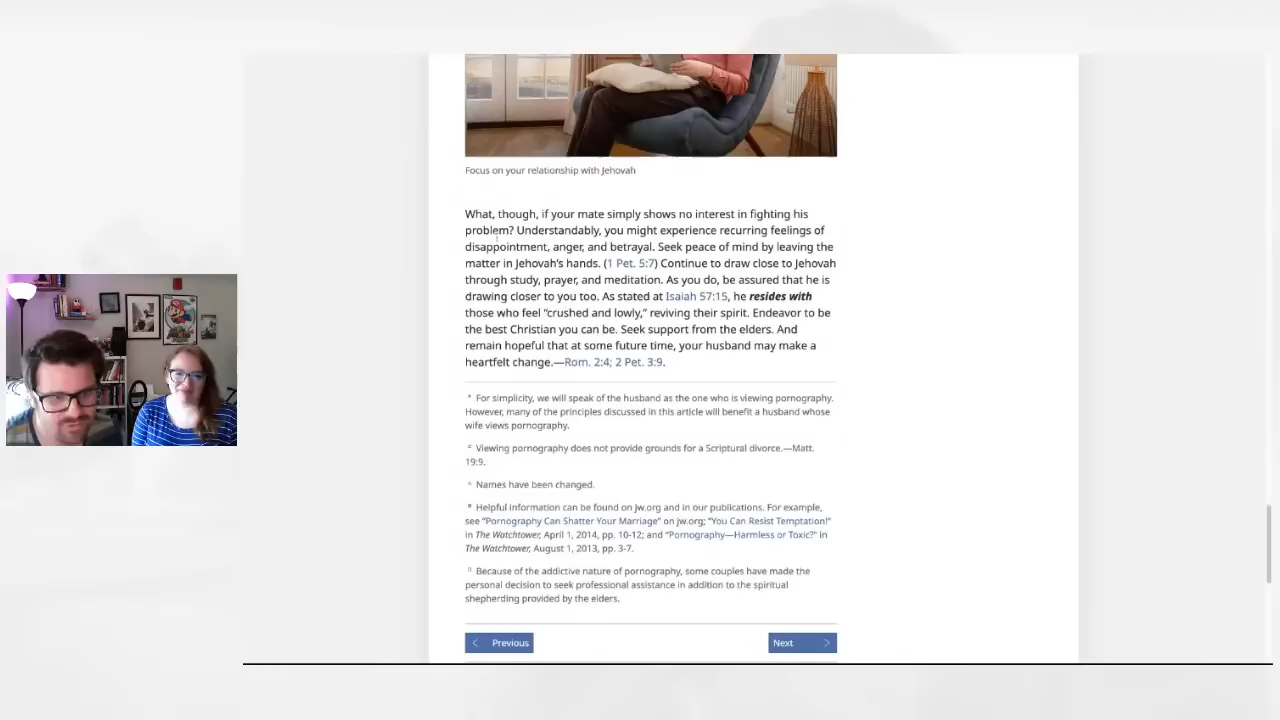 Focus on your relationship with Jehovah
What, though, if your mate simply shows no interest in fighting his
problem? Understandably, you might experience recurring feelings of
disappointment, anger, and betrayal. Seek peace of mind by leaving the
matter in Jehovah's hands. (1 Pet. 5:7) Continue to draw close to Jehovah
through study, prayer, and meditation. As you do, be assured that he is
drawing closer to you too. As stated at Isaiah 57:15, he resides with
those who feel “crushed and lowly,” reviving their spirit. Endeavor to be
the best Christian you can be. Seek support from the elders. And
remain hopeful that at some future time, your husband may make a
heartfelt change.—Rom. 2:4; 2 Pet. 3:9.
For simplicity, we will speak of the husband as the one who is viewing pornography.
However, many of the principles discussed in this article will benefit a husband whose
wife views pornography.
Viewing pornography does not provide grounds for a Scriptural divorce.—Matt.
19:9.
Names have been changed.
Helpful information can be found on jw.org and in our publications. For example,
see “Pornography Can Shatter Your Marriage” on jw.org; “You Can Resist Temptation!”
in The Watchtower, April 1, 2014, pp. 10-12; and “Pornography—Harmless or Toxic?” in
The Watchtower, August 1, 2013, pp. 3-7.
Because of the addictive nature of pornography, some couples have made the
personal decision to seek professional assistance in addition to the spiritual
shepherding provided by the elders.
Previous
Next